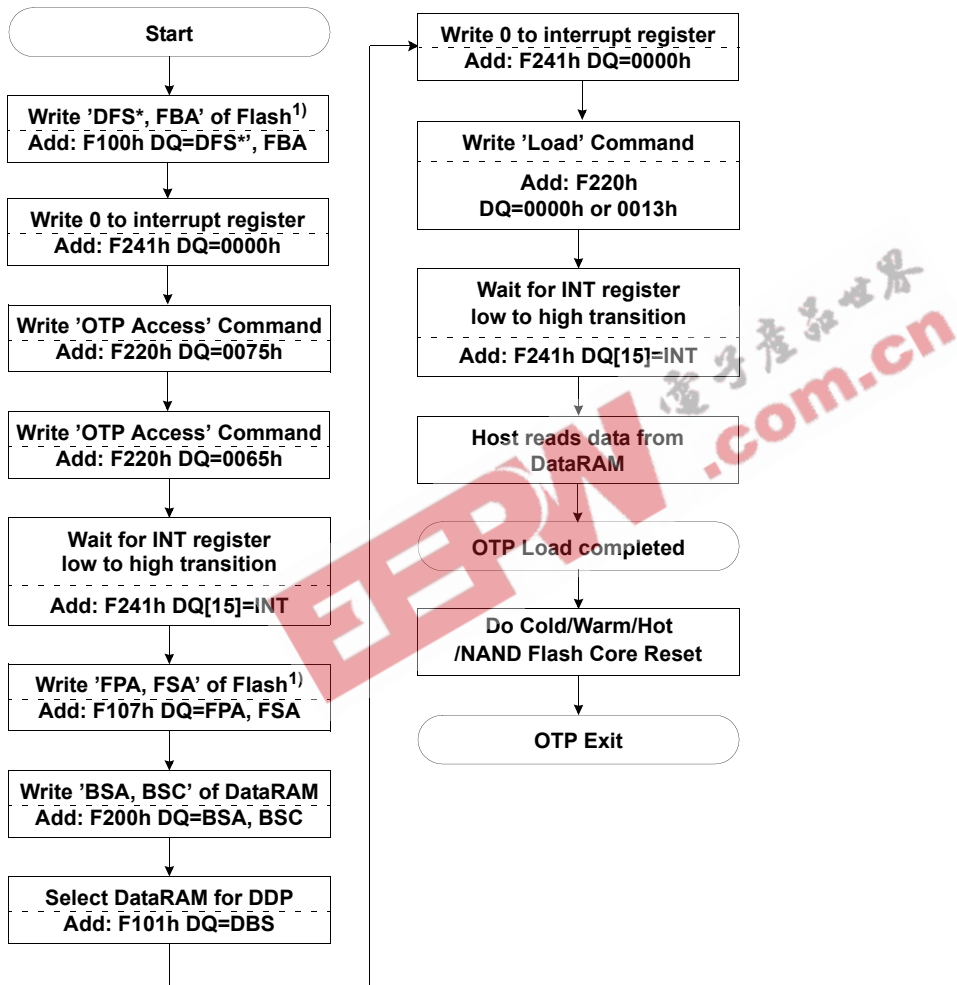 Start
Write ’DFS*, FBA’ of Flash1)
Add: F100h DQ=DFS*’, FBA
Write 0 to interrupt register
Add: F241h DQ=0000h
Write ’OTP Access’ Command
Add: F220h DQ=0075h
Write ’OTP Access’ Command
Add: F220h DQ=0065h
Wait for INT register
low to high transition
Add: F241h DQ[15]=INT
Write ’FPA, FSA’ of Flash1)
Add: F107h DQ=FPA, FSA
Write ’BSA, BSC’ of DataRAM
Add: F200h DQ=BSA, BSC
Select DataRAM for DDP
Add: F101h DQ=DBS
Write 0 to interrupt register
Add: F241h DQ=0000h
Write ’Load’ Command
Add: F220h
DQ=0000h or 0013h
Wait for INT register
low to high transition
Add: F241h DQ[15]=INT
Host reads data from
DataRAM
OTP Load completed
Do Cold/Warm/Hot
/NAND Flash Core Reset
OTP Exit
EEPW.com.cn
電子產品世界